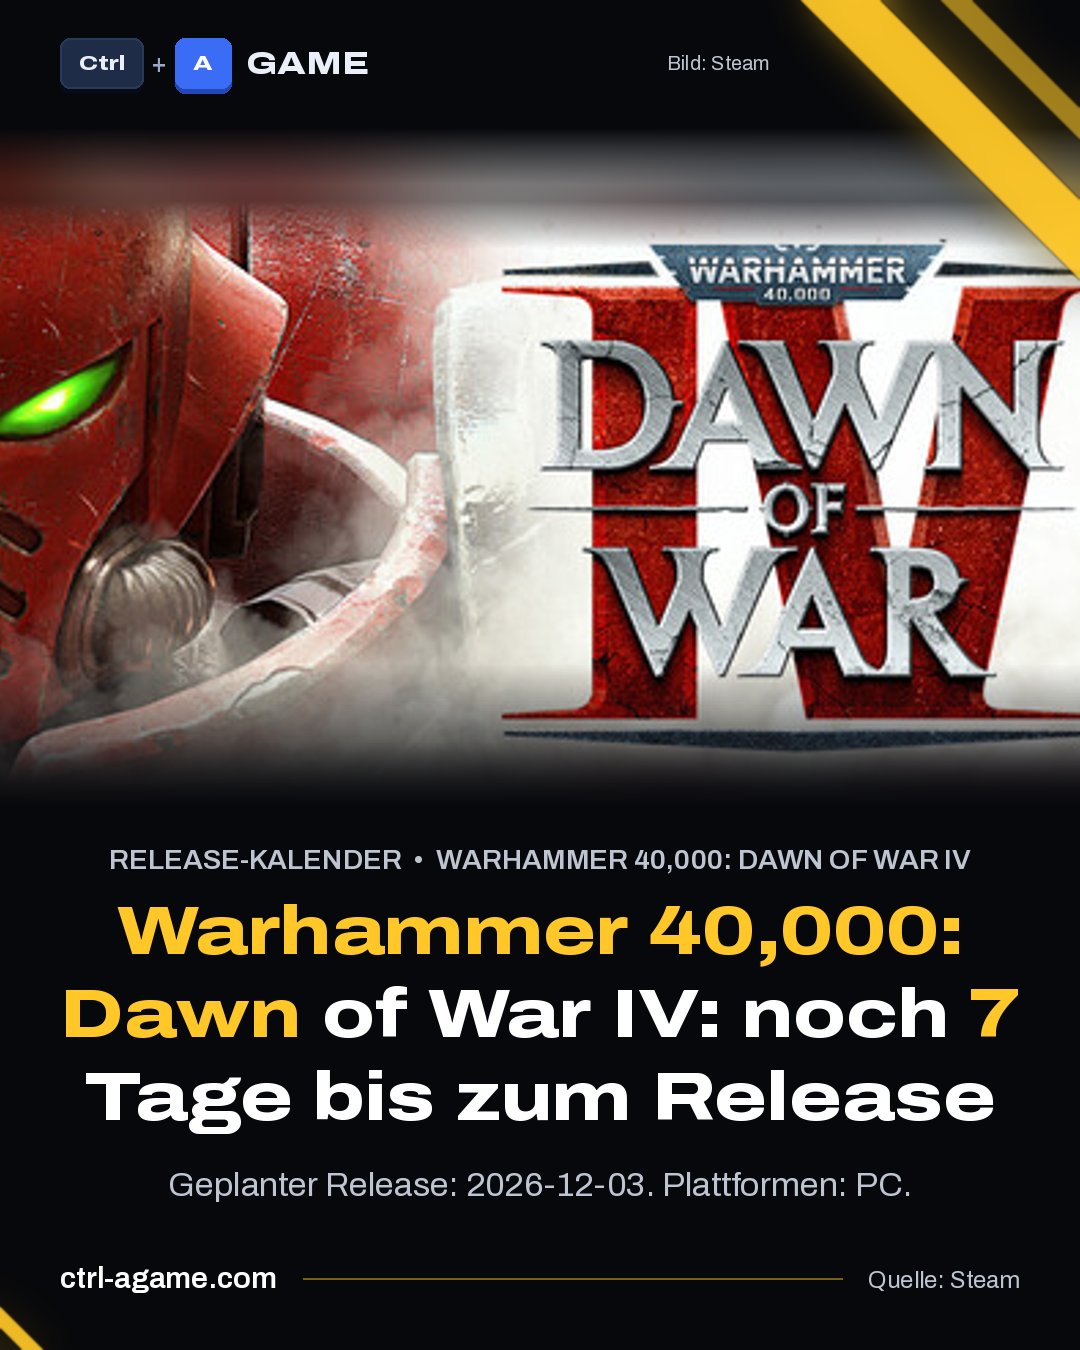 Ctrl + A GAME
Bild: Steam
WARHAMMER
40,000
DAWN
OF
WAR
IV
RELEASE-KALENDER • WARHAMMER 40,000: DAWN OF WAR IV
Warhammer 40,000:
Dawn of War IV: noch 7
Tage bis zum Release
Geplanter Release: 2026-12-03. Plattformen: PC.
ctrl-agame.com
Quelle: Steam